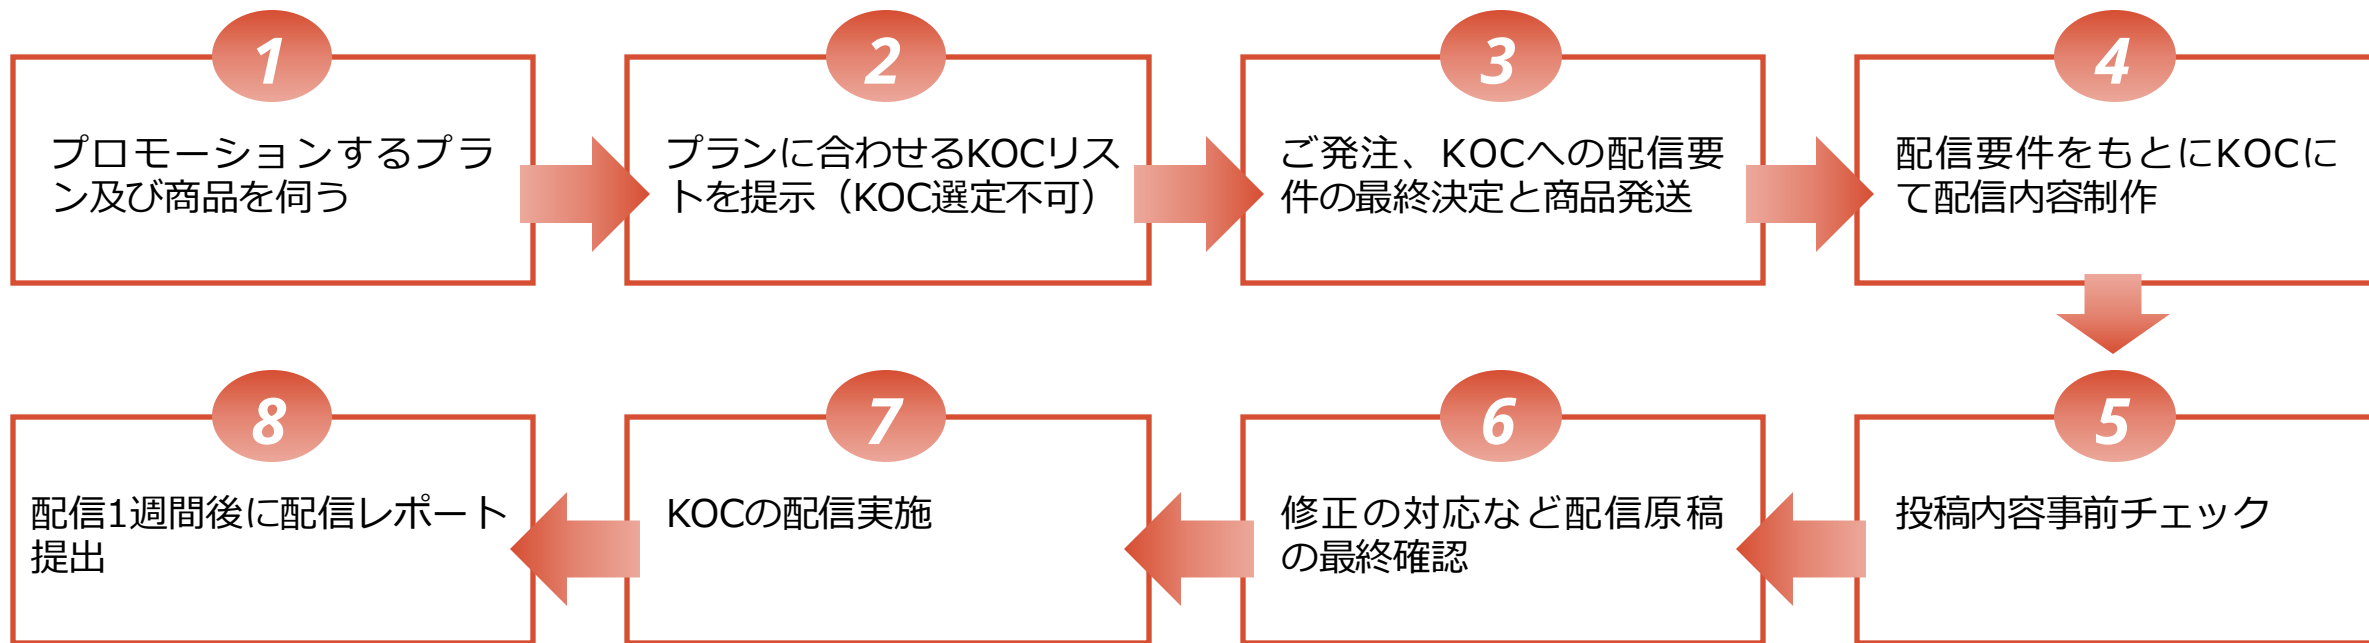 1
プロモーションするプラ
ン及び商品を伺う
2
プランに合わせるKOCリス
トを提示（KOC選定不可）
3
ご発注、KOCへの配信要
件の最終決定と商品発送
4
配信要件をもとにKOCに
て配信内容制作
5
投稿内容事前チェック
6
修正の対応など配信原稿
の最終確認
7
KOCの配信実施
8
配信1週間後に配信レポート
提出